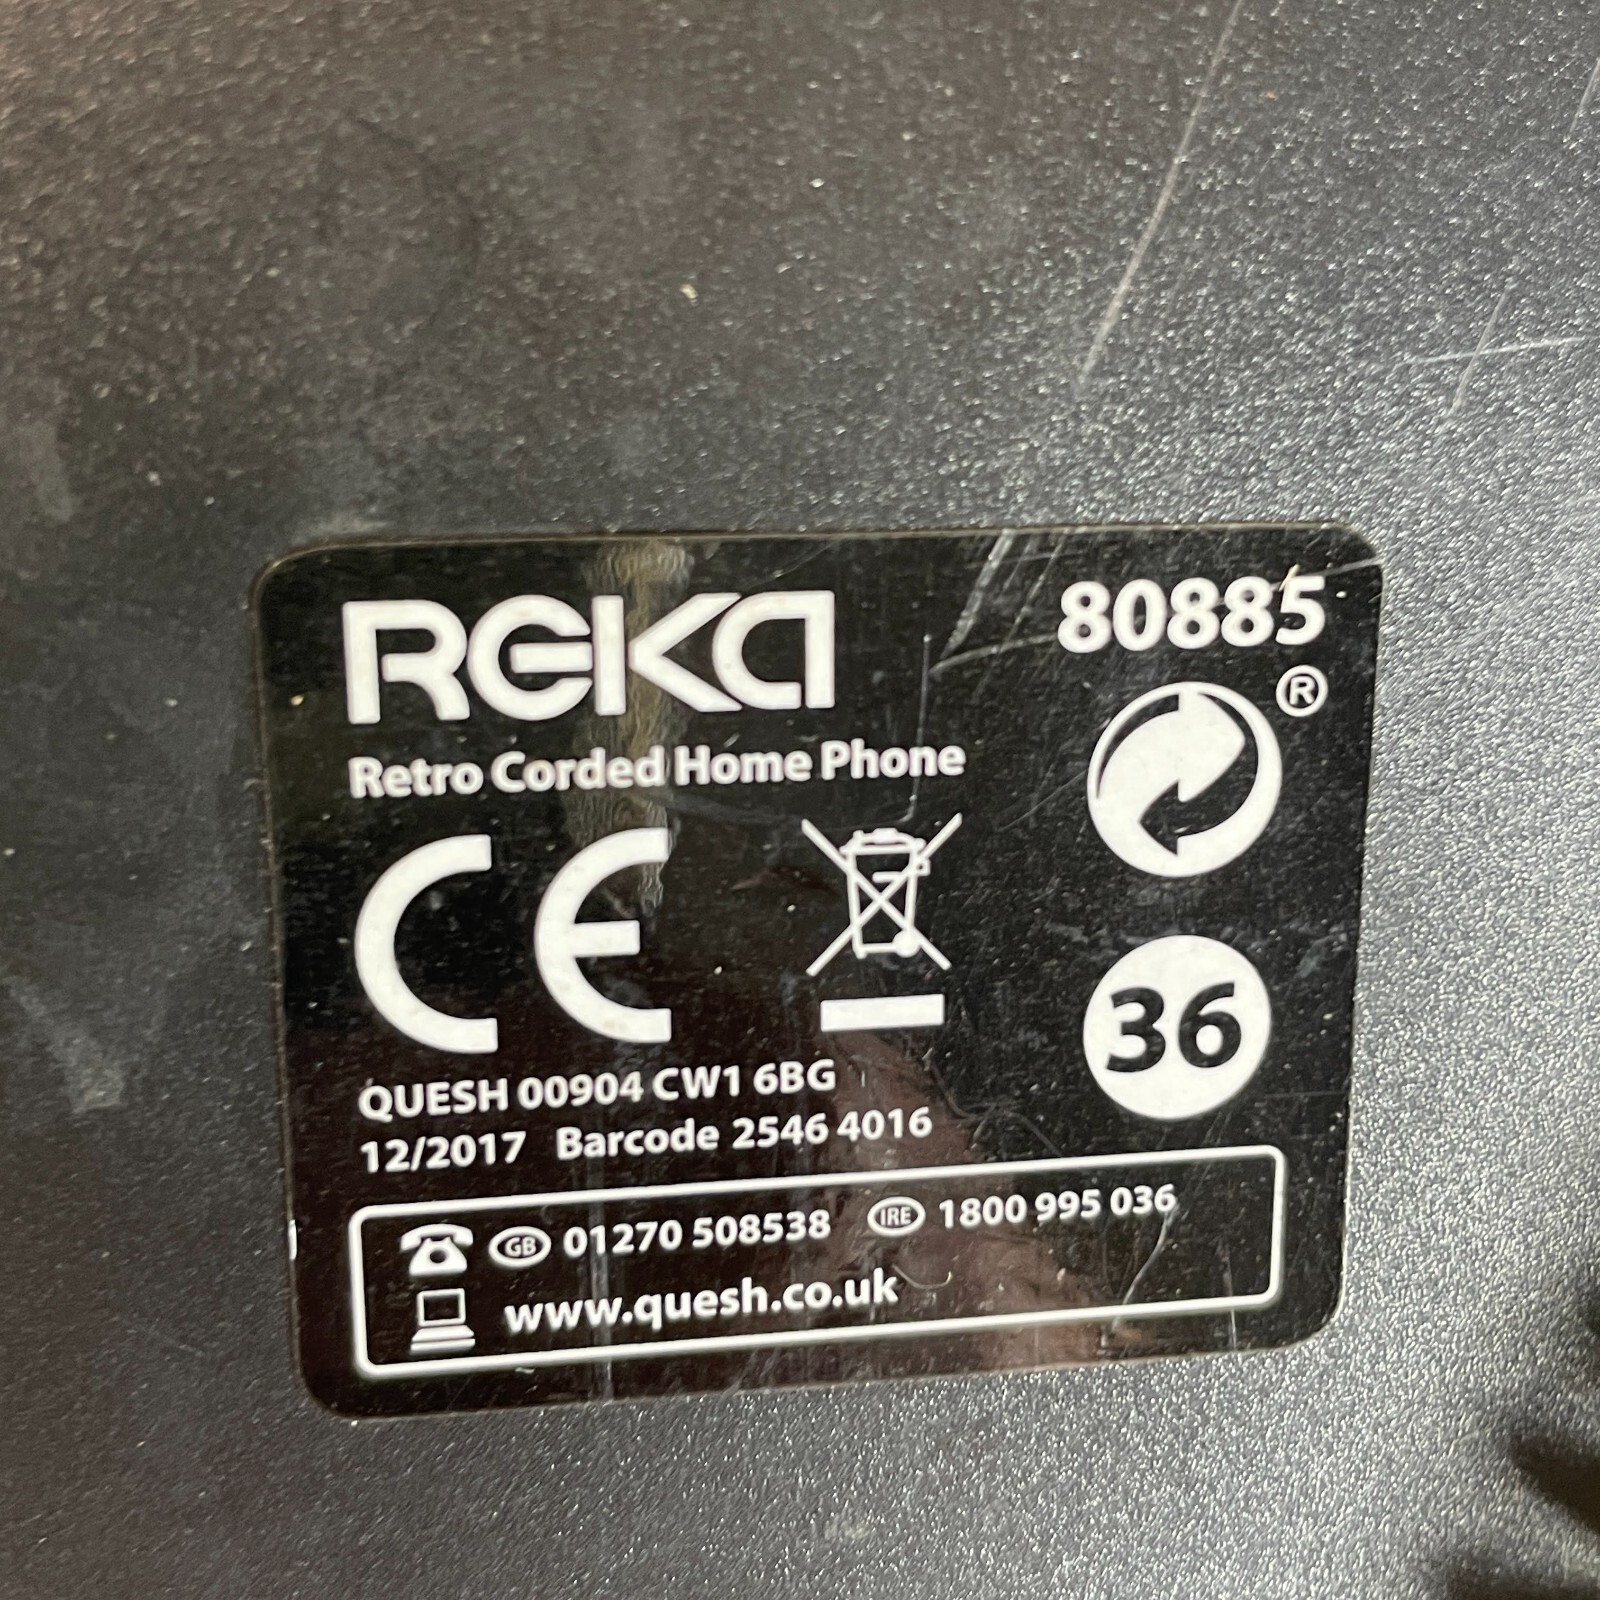 REKA
80885
®
Retro Corded Home Phone
CE
36
QUESH 00904 CW1 6BG
12/2017 Barcode 2546 4016
GB 01270 508538 IRE 1800 995 036
www.quesh.co.uk